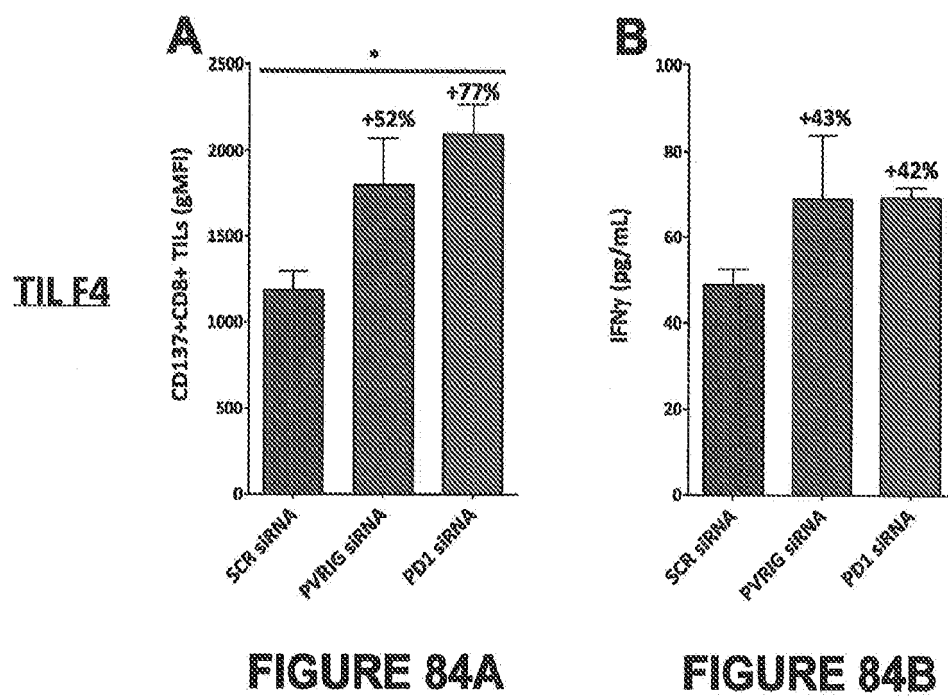 A
B
TIL F4
CD137+CD8+ TILs (gMFI)
2500
2000
1500
1000
500
0
*
+52%
+77%
SCR siRNA
PVRIG siRNA
PD1 siRNA
IFNγ (pg/mL)
100
80
60
40
20
0
+43%
+42%
SCR siRNA
PVRIG siRNA
PD1 siRNA
FIGURE 84A
FIGURE 84B